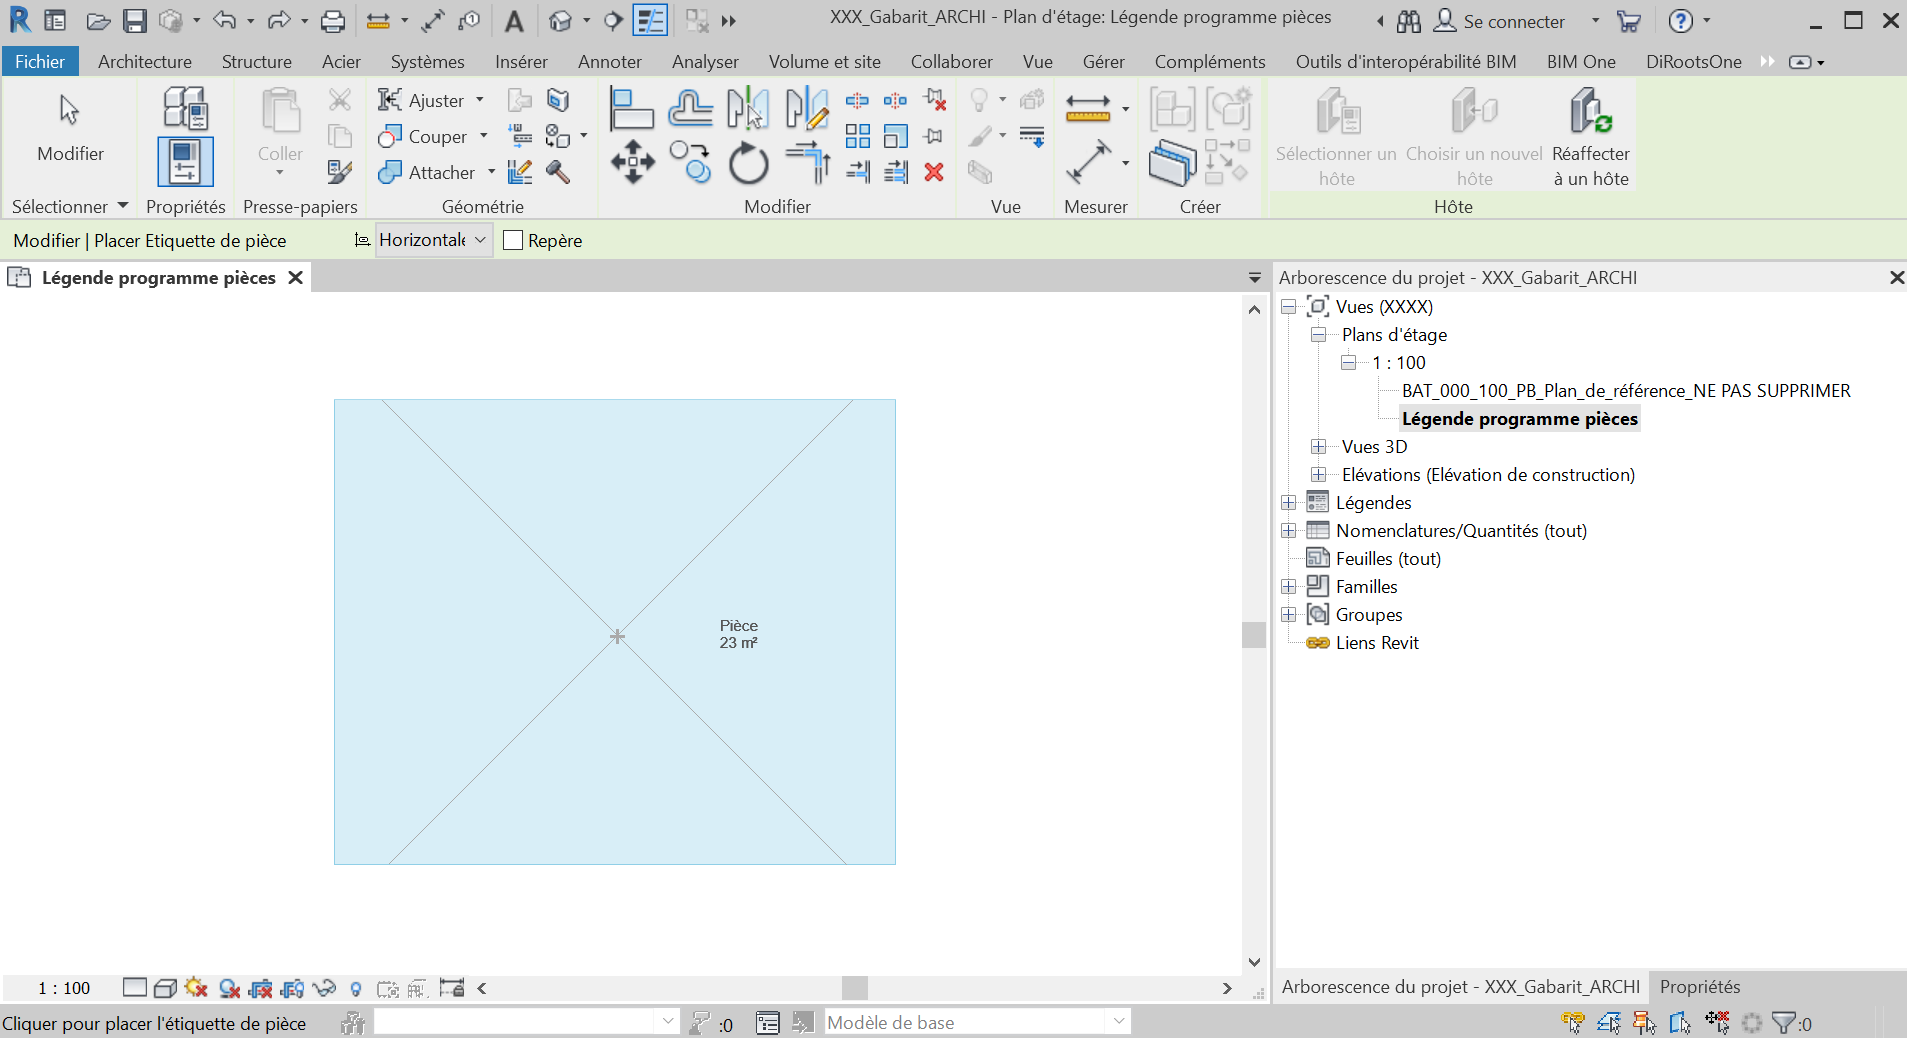 XXX_Gabarit_ARCHI - Plan d'étage: Légende programme pièces
Se connecter
Fichier Architecture Structure Acier Systèmes Insérer Annoter Analyser Volume et site Collaborer Vue Gérer Compléments Outils d'interopérabilité BIM BIM One DiRootsOne
Modifier
Coller
Ajuster
Couper
Attacher
Sélectionner un hôte
Choisir un nouvel hôte
Réaffecter à un hôte
Sélectionner Propriétés Presse-papiers Géométrie Modifier Vue Mesurer Créer Hôte
Modifier | Placer Etiquette de pièce Horizontale Repère
Légende programme pièces
Arborescence du projet - XXX_Gabarit_ARCHI
Vues (XXXX)
Plans d'étage
1 : 100
BAT_000_100_PB_Plan_de_référence_NE PAS SUPPRIMER
Légende programme pièces
Vues 3D
Elévations (Elévation de construction)
Légendes
Nomenclatures/Quantités (tout)
Feuilles (tout)
Familles
Groupes
Liens Revit
Pièce
23 m²
1 : 100
Arborescence du projet - XXX_Gabarit_ARCHI Propriétés
Cliquer pour placer l'étiquette de pièce :0 Modèle de base :0